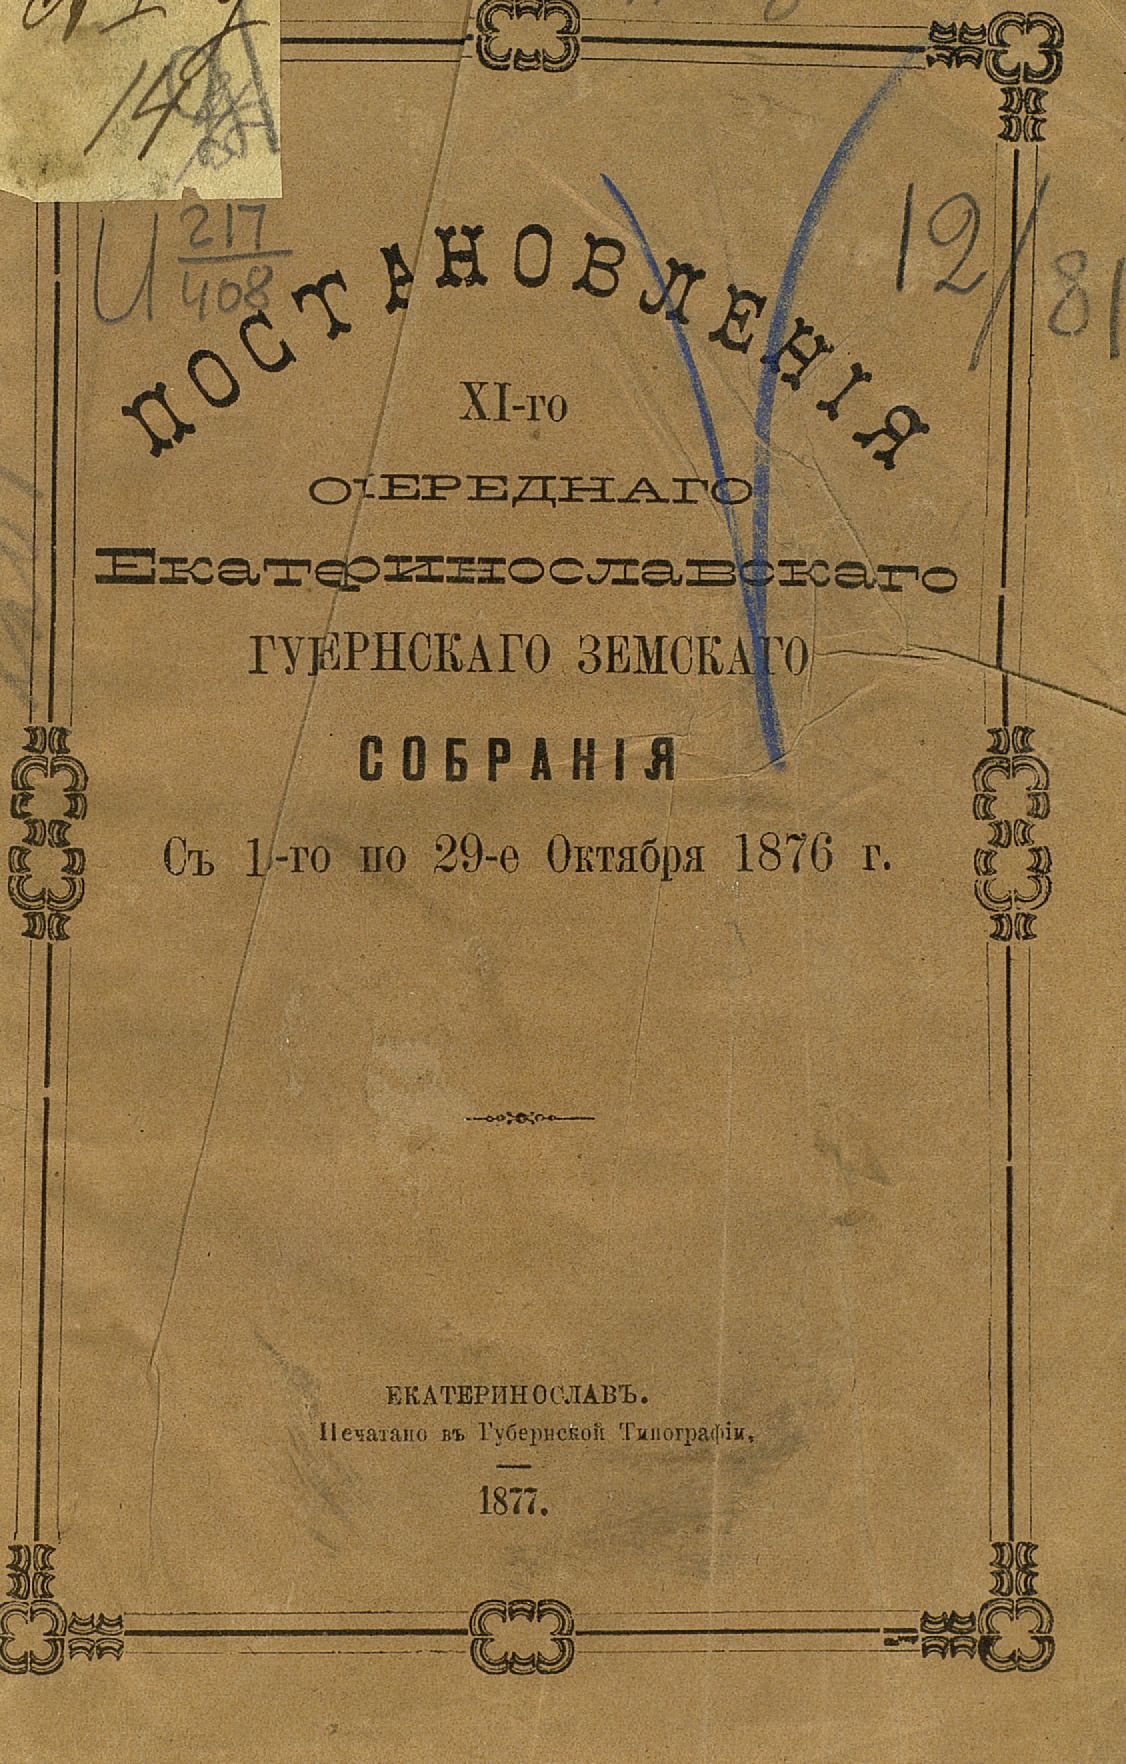 149
И 217/408
12/81
ПОСТАНОВЛЕНІЯ
XI-го
ОЧЕРЕДНАГО
ЕКАТЕРИНОСЛАВСКАГО
ГУБЕРНСКАГО ЗЕМСКАГО
СОБРАНІЯ
Съ -го по 29-е Октября 1876 г.
ЕКАТЕРИНОСЛАВЪ.
Печатано въ Губернской Типографіи,
1877.